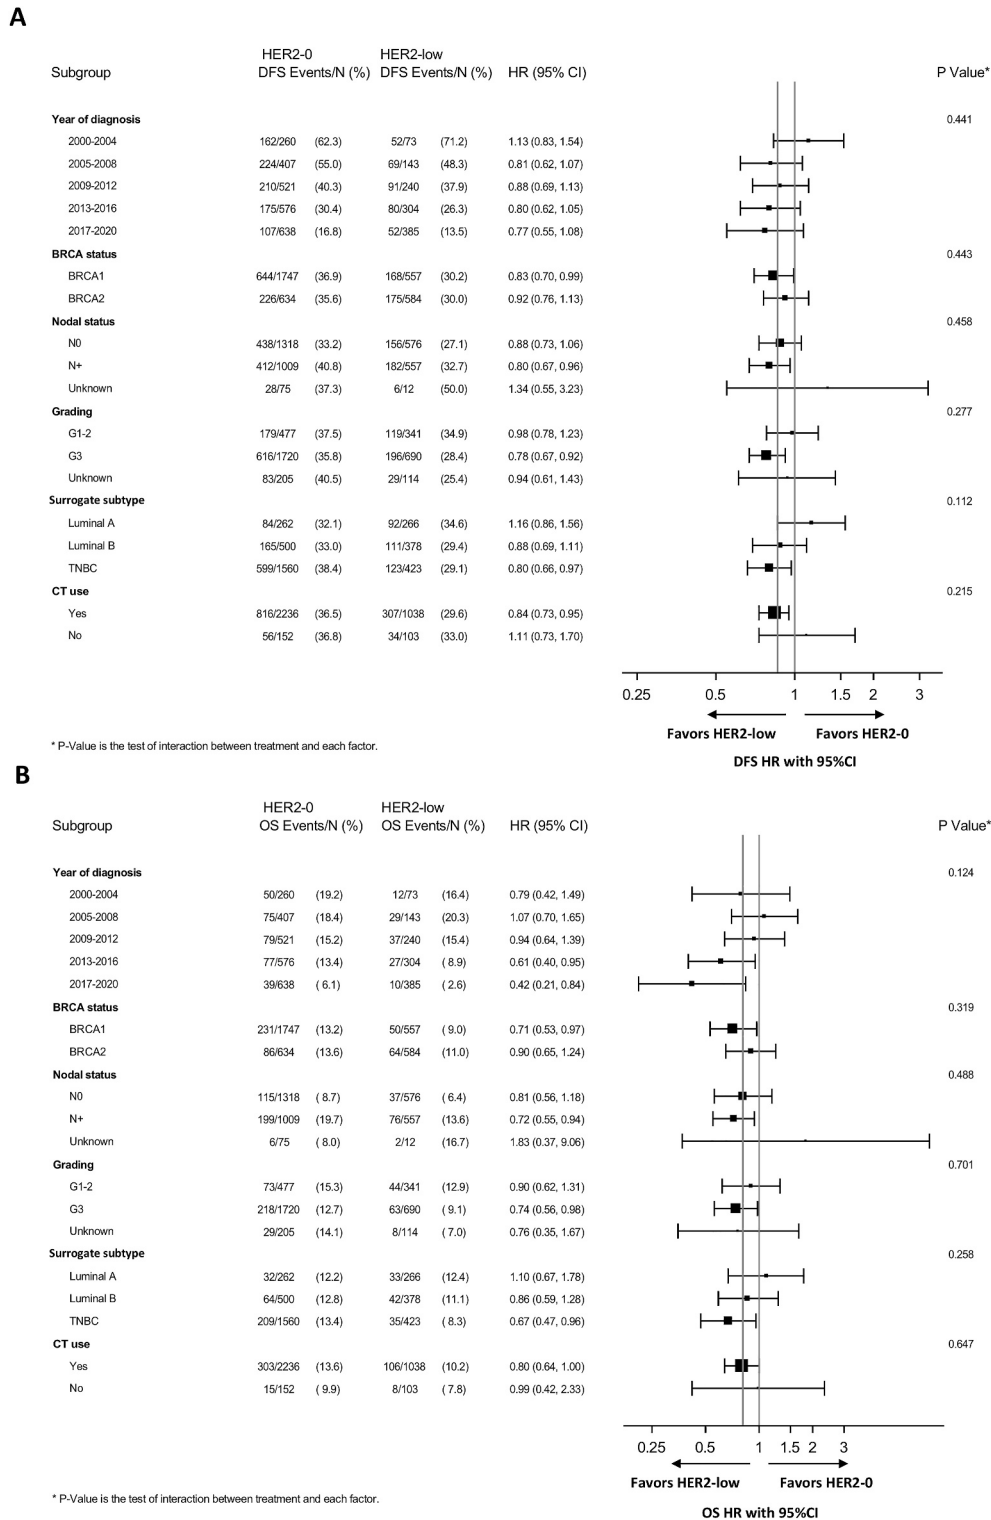 A
HER2-0 HER2-low
Subgroup DFS Events/N (%) DFS Events/N (%) HR (95% CI) P Value*
Year of diagnosis 0.441
2000-2004 162/260 (62.3) 52/73 (71.2) 1.13 (0.83, 1.54)
2005-2008 224/407 (55.0) 69/143 (48.3) 0.81 (0.62, 1.07)
2009-2012 210/521 (40.3) 91/240 (37.9) 0.88 (0.69, 1.13)
2013-2016 175/576 (30.4) 80/304 (26.3) 0.80 (0.62, 1.05)
2017-2020 107/638 (16.8) 52/385 (13.5) 0.77 (0.55, 1.08)
BRCA status 0.443
BRCA1 644/1747 (36.9) 168/557 (30.2) 0.83 (0.70, 0.99)
BRCA2 226/634 (35.6) 175/584 (30.0) 0.92 (0.76, 1.13)
Nodal status 0.458
N0 438/1318 (33.2) 156/576 (27.1) 0.88 (0.73, 1.06)
N+ 412/1009 (40.8) 182/557 (32.7) 0.80 (0.67, 0.96)
Unknown 28/75 (37.3) 6/12 (50.0) 1.34 (0.55, 3.23)
Grading 0.277
G1-2 179/477 (37.5) 119/341 (34.9) 0.98 (0.78, 1.23)
G3 616/1720 (35.8) 196/690 (28.4) 0.78 (0.67, 0.92)
Unknown 83/205 (40.5) 29/114 (25.4) 0.94 (0.61, 1.43)
Surrogate subtype 0.112
Luminal A 84/262 (32.1) 92/266 (34.6) 1.16 (0.86, 1.56)
Luminal B 165/500 (33.0) 111/378 (29.4) 0.88 (0.69, 1.11)
TNBC 599/1560 (38.4) 123/423 (29.1) 0.80 (0.66, 0.97)
CT use 0.215
Yes 816/2236 (36.5) 307/1038 (29.6) 0.84 (0.73, 0.95)
No 56/152 (36.8) 34/103 (33.0) 1.11 (0.73, 1.70)
0.25 0.5 1 1.5 2 3
Favors HER2-low Favors HER2-0
* P-Value is the test of interaction between treatment and each factor.
DFS HR with 95%CI
B
HER2-0 HER2-low
Subgroup OS Events/N (%) OS Events/N (%) HR (95% CI) P Value*
Year of diagnosis 0.124
2000-2004 50/260 (19.2) 12/73 (16.4) 0.79 (0.42, 1.49)
2005-2008 75/407 (18.4) 29/143 (20.3) 1.07 (0.70, 1.65)
2009-2012 79/521 (15.2) 37/240 (15.4) 0.94 (0.64, 1.39)
2013-2016 77/576 (13.4) 27/304 ( 8.9) 0.61 (0.40, 0.95)
2017-2020 39/638 ( 6.1) 10/385 ( 2.6) 0.42 (0.21, 0.84)
BRCA status 0.319
BRCA1 231/1747 (13.2) 50/557 ( 9.0) 0.71 (0.53, 0.97)
BRCA2 86/634 (13.6) 64/584 (11.0) 0.90 (0.65, 1.24)
Nodal status 0.488
N0 115/1318 ( 8.7) 37/576 ( 6.4) 0.81 (0.56, 1.18)
N+ 199/1009 (19.7) 76/557 (13.6) 0.72 (0.55, 0.94)
Unknown 6/75 ( 8.0) 2/12 (16.7) 1.83 (0.37, 9.06)
Grading 0.701
G1-2 73/477 (15.3) 44/341 (12.9) 0.90 (0.62, 1.31)
G3 218/1720 (12.7) 63/690 ( 9.1) 0.74 (0.56, 0.98)
Unknown 29/205 (14.1) 8/114 ( 7.0) 0.76 (0.35, 1.67)
Surrogate subtype 0.258
Luminal A 32/262 (12.2) 33/266 (12.4) 1.10 (0.67, 1.78)
Luminal B 64/500 (12.8) 42/378 (11.1) 0.86 (0.59, 1.28)
TNBC 209/1560 (13.4) 35/423 ( 8.3) 0.67 (0.47, 0.96)
CT use 0.647
Yes 303/2236 (13.6) 106/1038 (10.2) 0.80 (0.64, 1.00)
No 15/152 ( 9.9) 8/103 ( 7.8) 0.99 (0.42, 2.33)
0.25 0.5 1 1.5 2 3
Favors HER2-low Favors HER2-0
* P-Value is the test of interaction between treatment and each factor.
OS HR with 95%CI